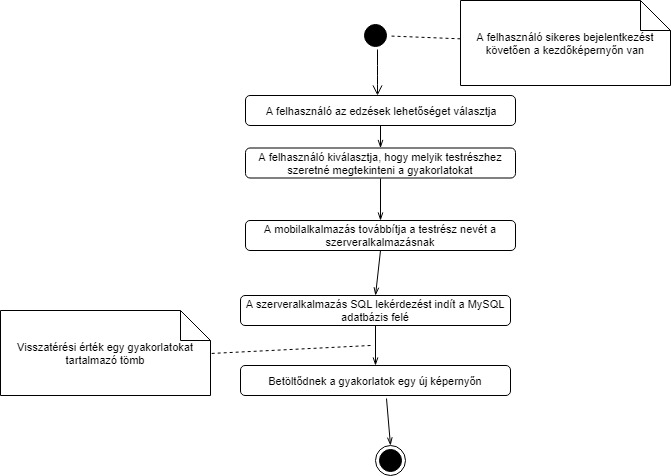 A felhasználó sikeres bejelentkezést
követően a kezdőképernyőn van
A felhasználó az edzések lehetőséget választja
A felhasználó kiválasztja, hogy melyik testrészhez
szeretné megtekinteni a gyakorlatokat
A mobilalkalmazás továbbítja a testrész nevét a
szerveralkalmazásnak
A szerveralkalmazás SQL lekérdezést indít a MySQL
adatbázis felé
Visszatérési érték egy gyakorlatokat
tartalmazó tömb
Betöltődnek a gyakorlatok egy új képernyőn